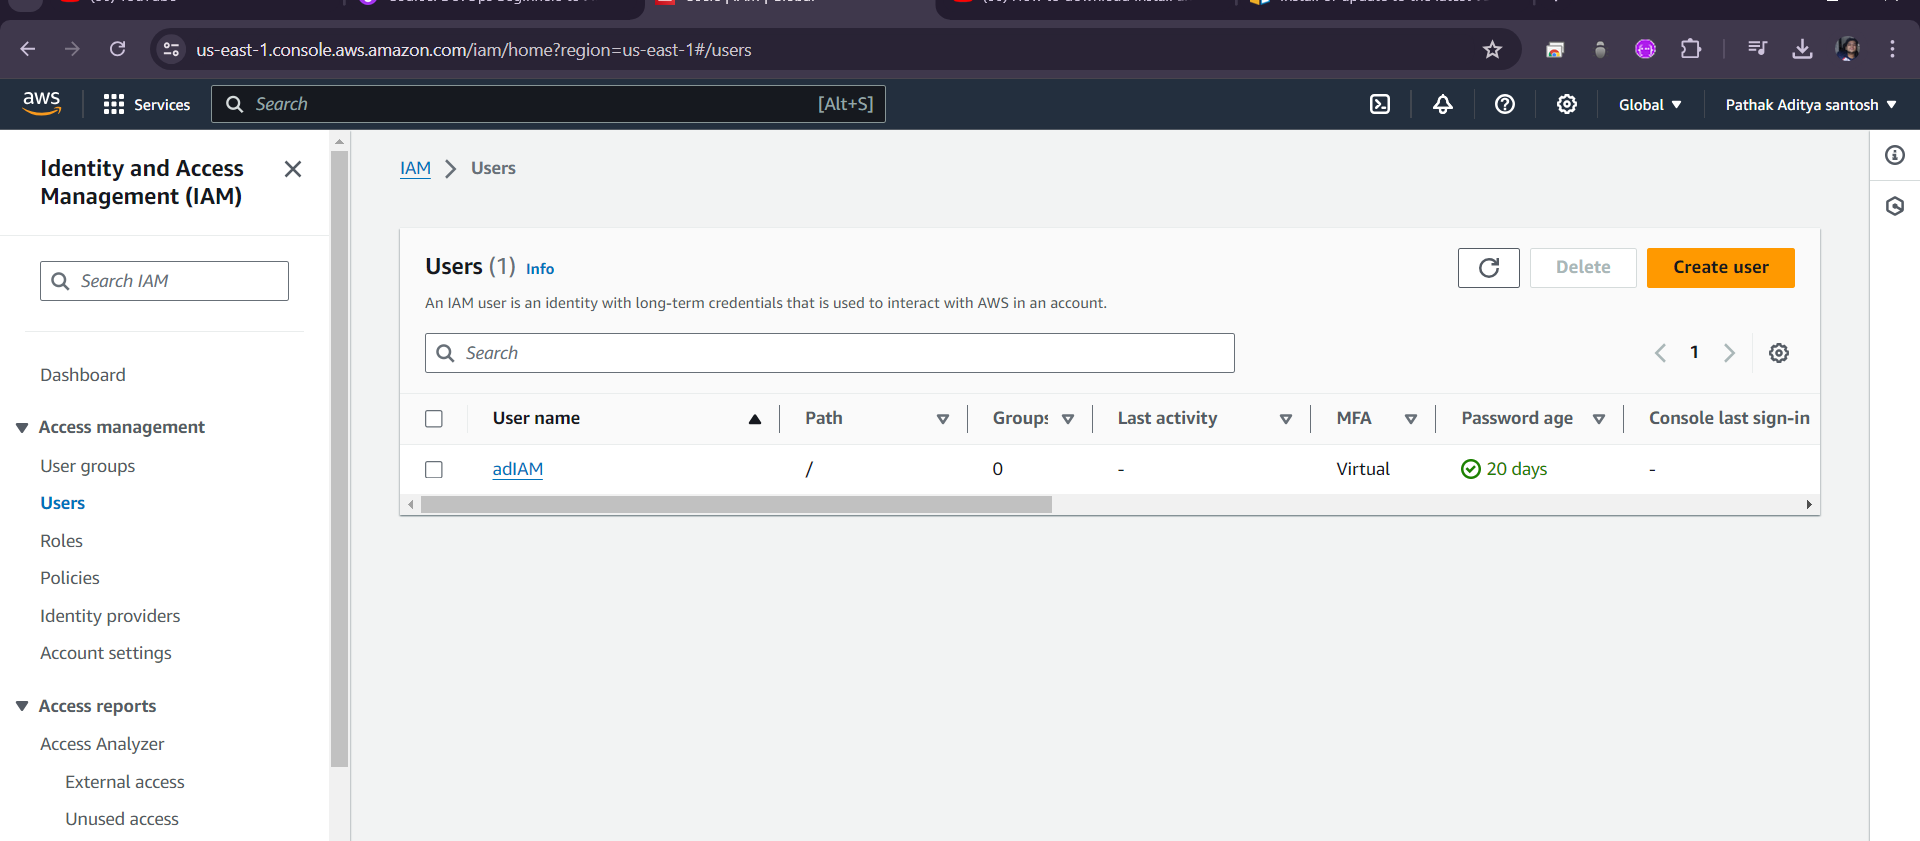 us-east-1.console.aws.amazon.com/iam/home?region=us-east-1#/users
aws
Services
Search
[Alt+S]
Global
Pathak Aditya santosh
Identity and Access
Management (IAM)
Search IAM
Dashboard
Access management
User groups
Users
Roles
Policies
Identity providers
Account settings
Access reports
Access Analyzer
External access
Unused access
IAM
Users
Users (1) Info
Delete
Create user
An IAM user is an identity with long-term credentials that is used to interact with AWS in an account.
Search
1
User name
Path
Groups
Last activity
MFA
Password age
Console last sign-in
adIAM
/
0
-
Virtual
20 days
-